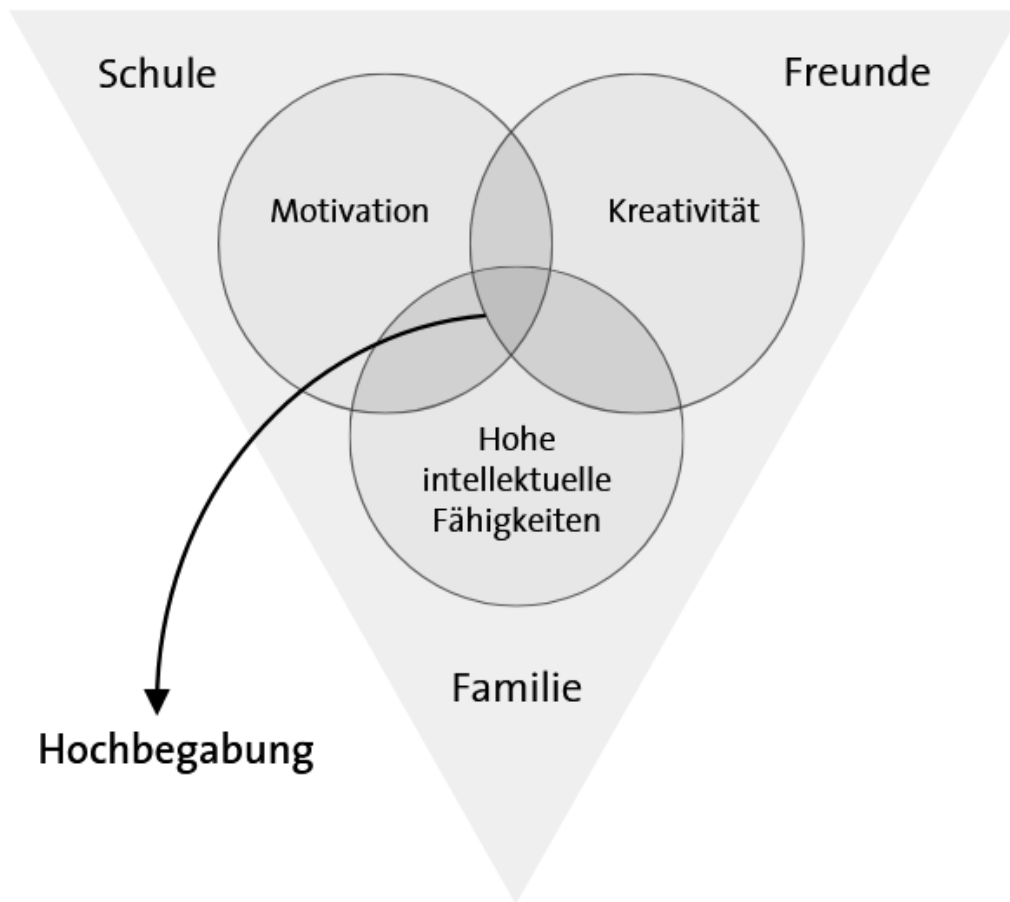 Schule
Freunde
Motivation
Kreativität
Hohe
intellektuelle
Fähigkeiten
Familie
Hochbegabung